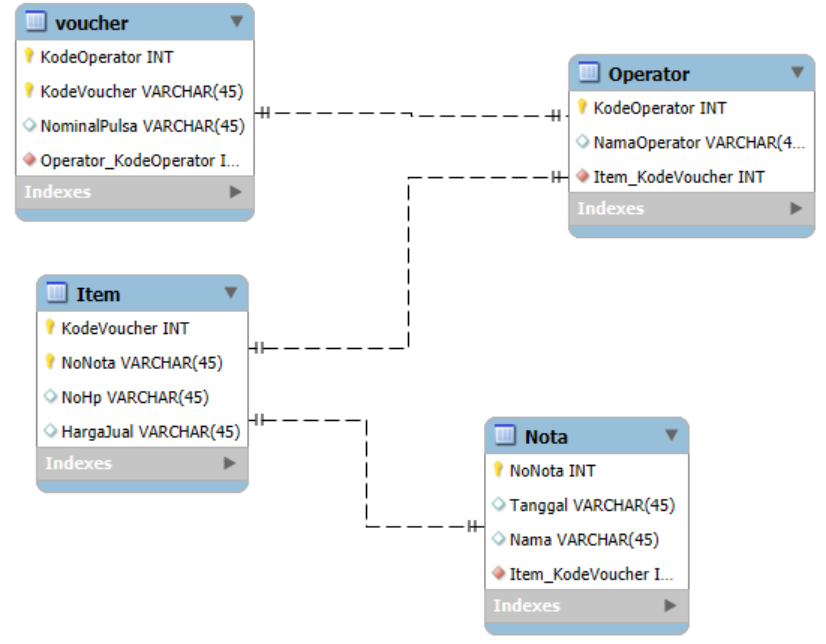 voucher
KodeOperator INT
KodeVoucher VARCHAR(45)
NominalPulsa VARCHAR(45)
Operator_KodeOperator I...
Indexes
Operator
KodeOperator INT
NamaOperator VARCHAR(4...
Item_KodeVoucher INT
Indexes
Item
KodeVoucher INT
NoNota VARCHAR(45)
NoHp VARCHAR(45)
HargaJual VARCHAR(45)
Indexes
Nota
NoNota INT
Tanggal VARCHAR(45)
Nama VARCHAR(45)
Item_KodeVoucher I...
Indexes